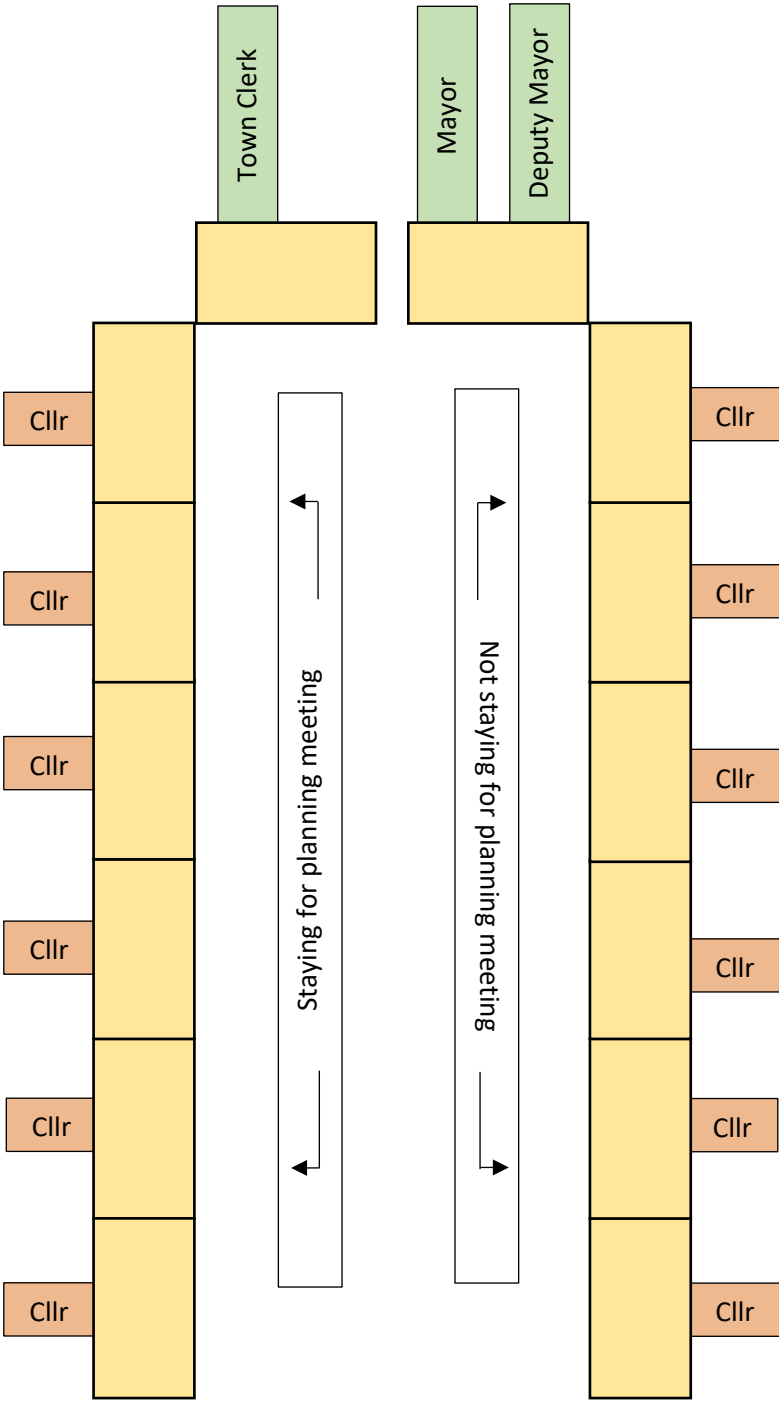 Town Clerk
Mayor
Deputy Mayor
Cllr
Cllr
Cllr
Cllr
Cllr
Cllr
Staying for planning meeting
Not staying for planning meeting
Cllr
Cllr
Cllr
Cllr
Cllr
Cllr